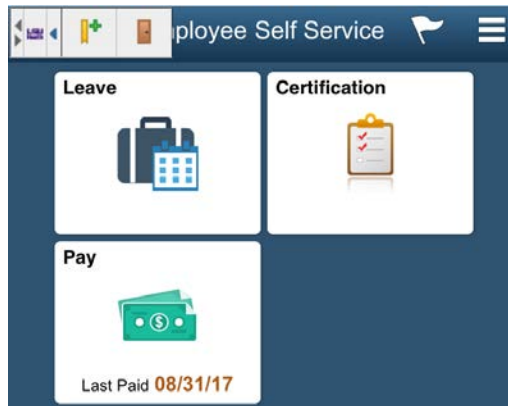 ployee Self Service
Leave
Certification
Pay
Last Paid 08/31/17